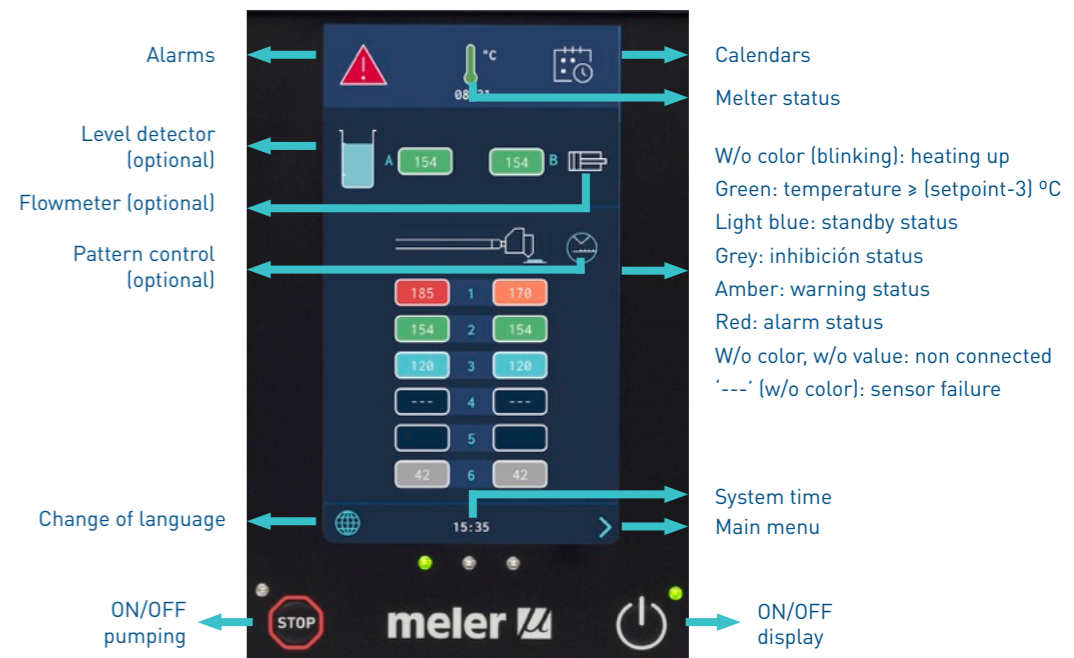 Alarms
°C
08:31
Calendars
Melter status
Level detector
(optional)
A 154 154 B
Flowmeter (optional)
Pattern control
(optional)
W/o color (blinking): heating up
Green: temperature ≥ (setpoint-3) ºC
Light blue: standby status
Grey: inhibición status
Amber: warning status
Red: alarm status
W/o color, w/o value: non connected
‘---’ (w/o color): sensor failure
185 1 170
154 2 154
120 3 120
--- 4 ---
5
42 6 42
Change of language
15:35
System time
Main menu
ON/OFF
pumping
STOP
meler
ON/OFF
display